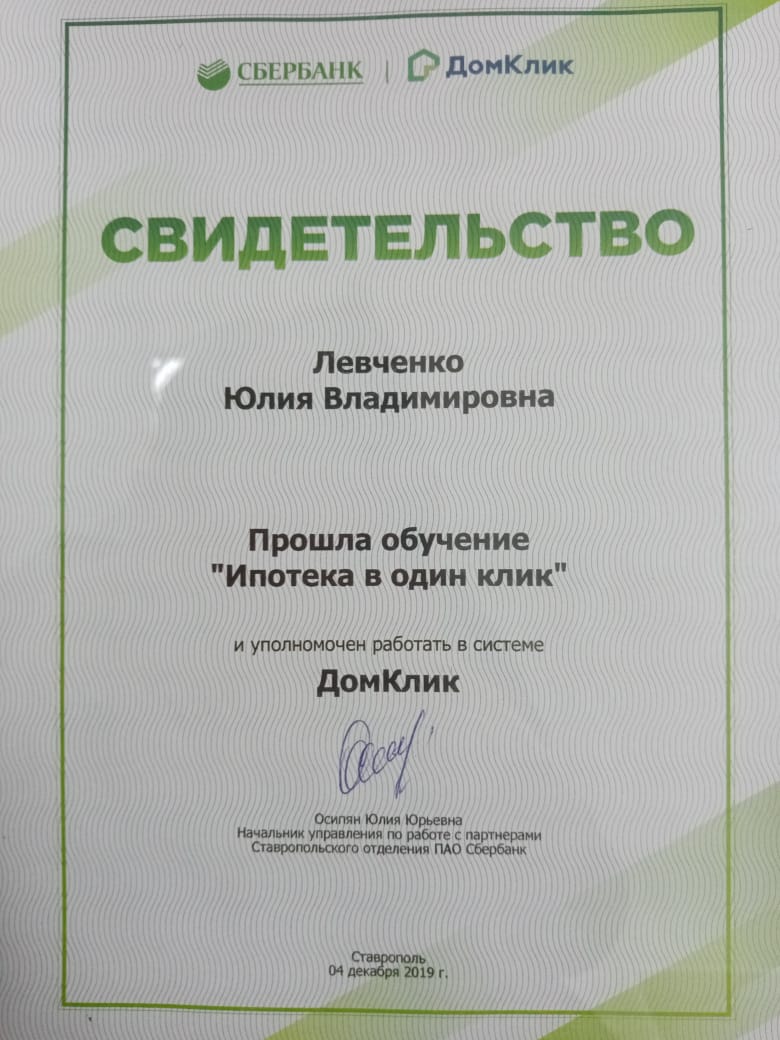 СБЕРБАНК | ДомКлик
СВИДЕТЕЛЬСТВО
Левченко
Юлия Владимировна
Прошла обучение
"Ипотека в один клик"
и уполномочен работать в системе
ДомКлик
Осипян Юлия Юрьевна
Начальник управления по работе с партнерами
Ставропольского отделения ПАО Сбербанк
Ставрополь
04 декабря 2019 г.